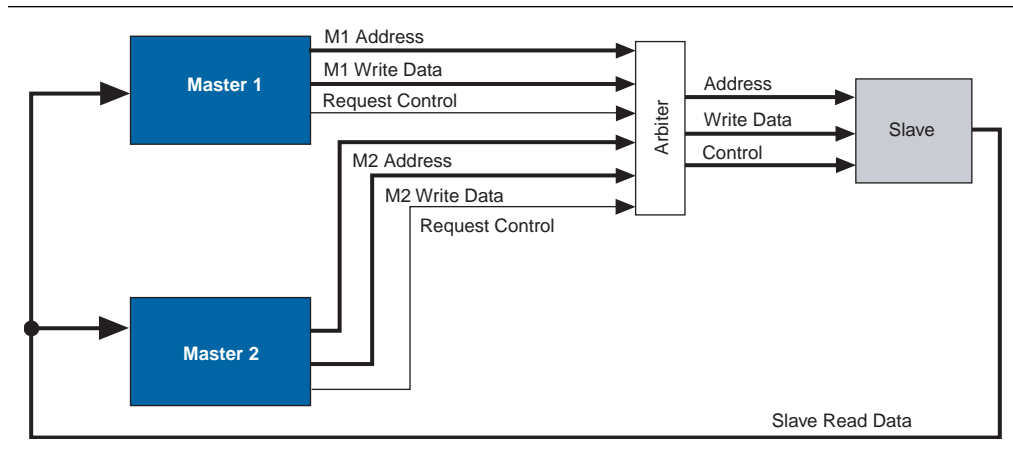 M1 Address
Master 1
M1 Write Data
Request Control
Address
Write Data
Control
Arbiter
Slave
M2 Address
M2 Write Data
Request Control
Master 2
Slave Read Data